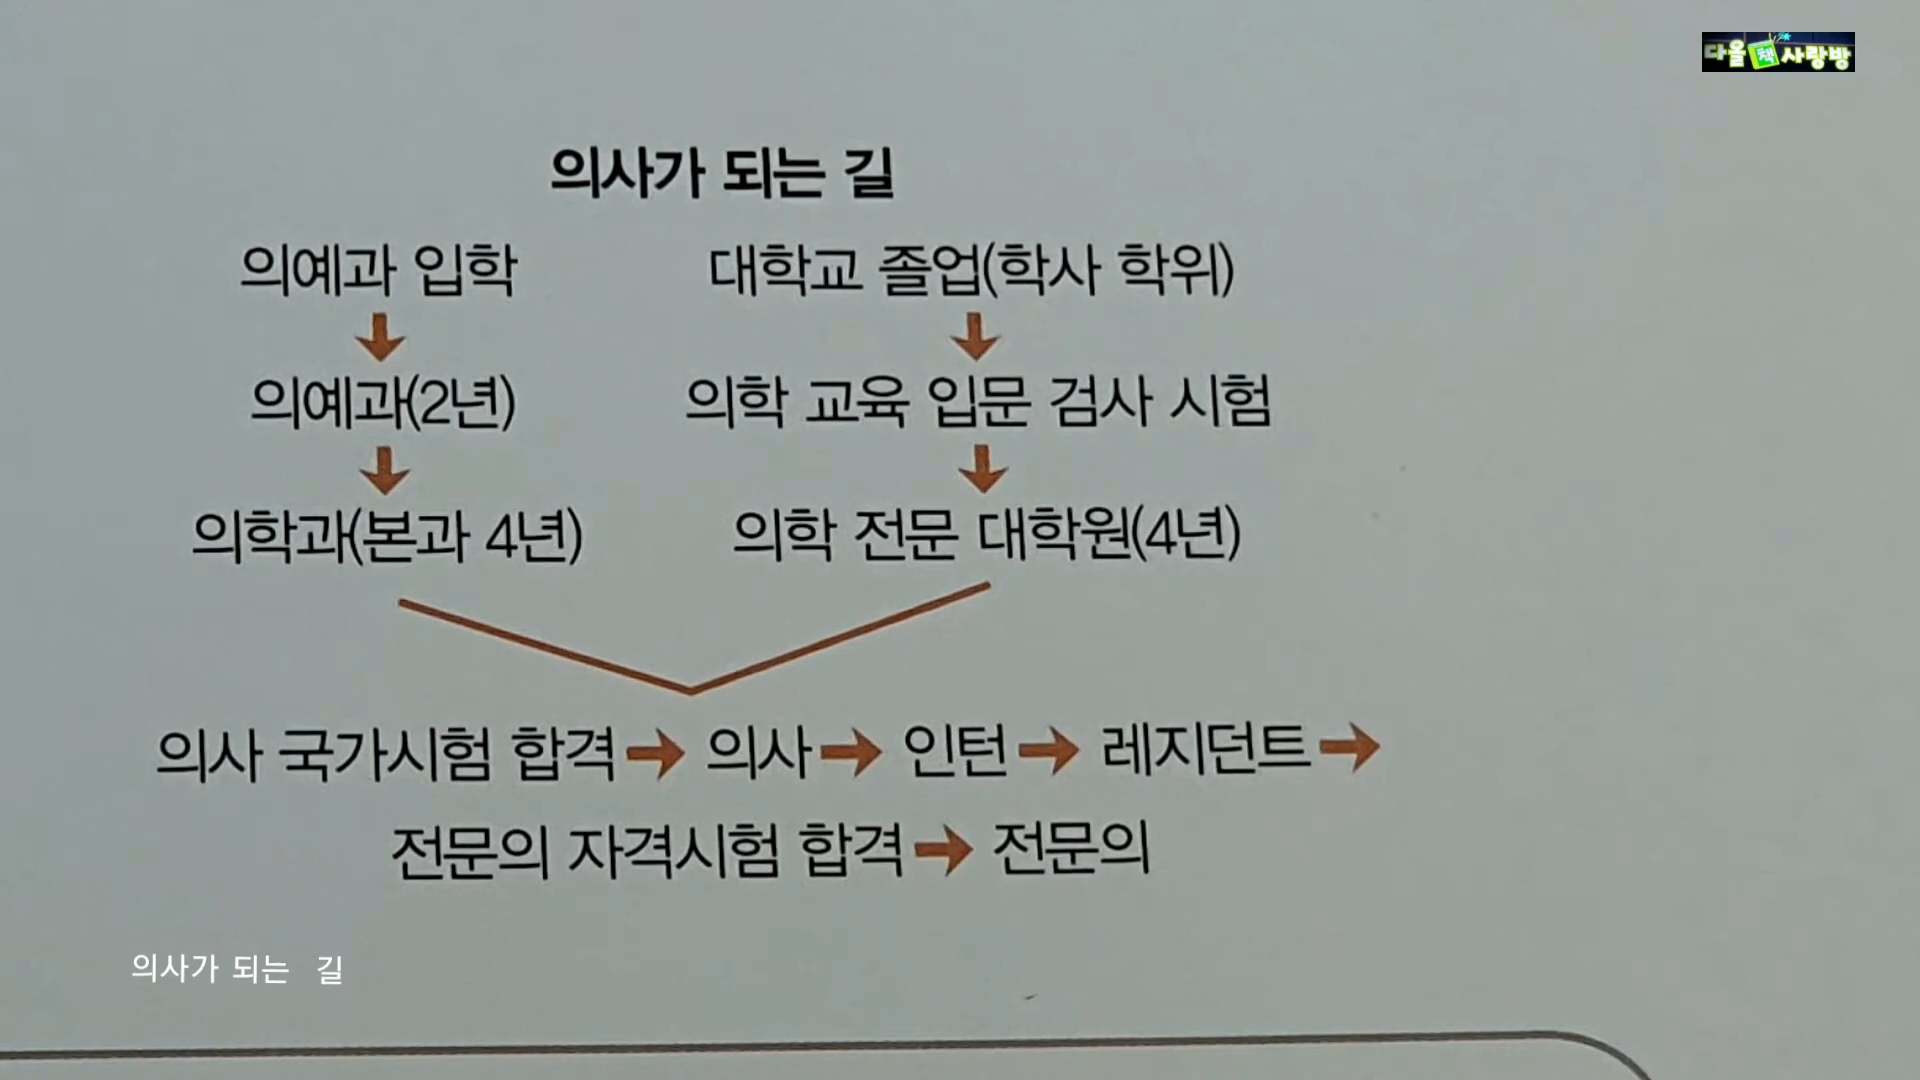 다올책사랑방
의사가 되는 길
의예과 입학 대학교 졸업(학사 학위)
의예과(2년) 의학 교육 입문 검사 시험
의학과(본과 4년) 의학 전문 대학원(4년)
의사 국가시험 합격 → 의사 → 인턴 → 레지던트 →
전문의 자격시험 합격 → 전문의
의사가 되는 길